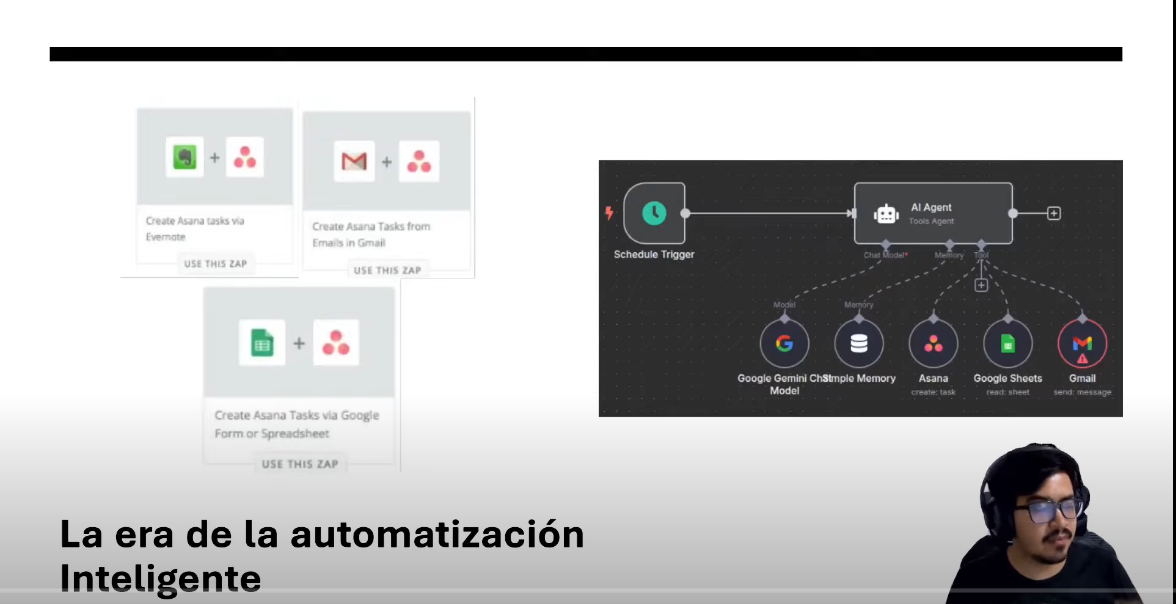 Create Asana tasks via
Evernote
USE THIS ZAP
Create Asana Tasks from
Emails in Gmail
USE THIS ZAP
Create Asana Tasks via Google
Form or Spreadsheet
USE THIS ZAP
Schedule Trigger
AI Agent
Tools Agent
Chat Model*
Memory
Tool
Model
Memory
Google Gemini Chat
Model
Simple Memory
Asana
create: task
Google Sheets
read: sheet
Gmail
send: message
La era de la automatización
Inteligente